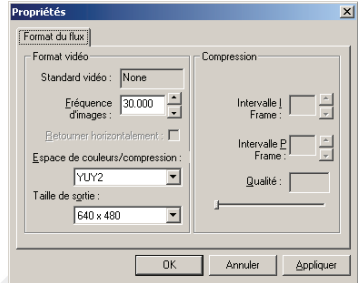 Propriétés
Format du flux
Format vidéo
Standard vidéo : None
Fréquence d'images : 30.000
Retourner horizontalement :
Espace de couleurs/compression :
YUY2
Taille de sortie :
640 x 480
Compression
Intervalle I Frame :
Intervalle P Frame :
Qualité :
OK Annuler Appliquer